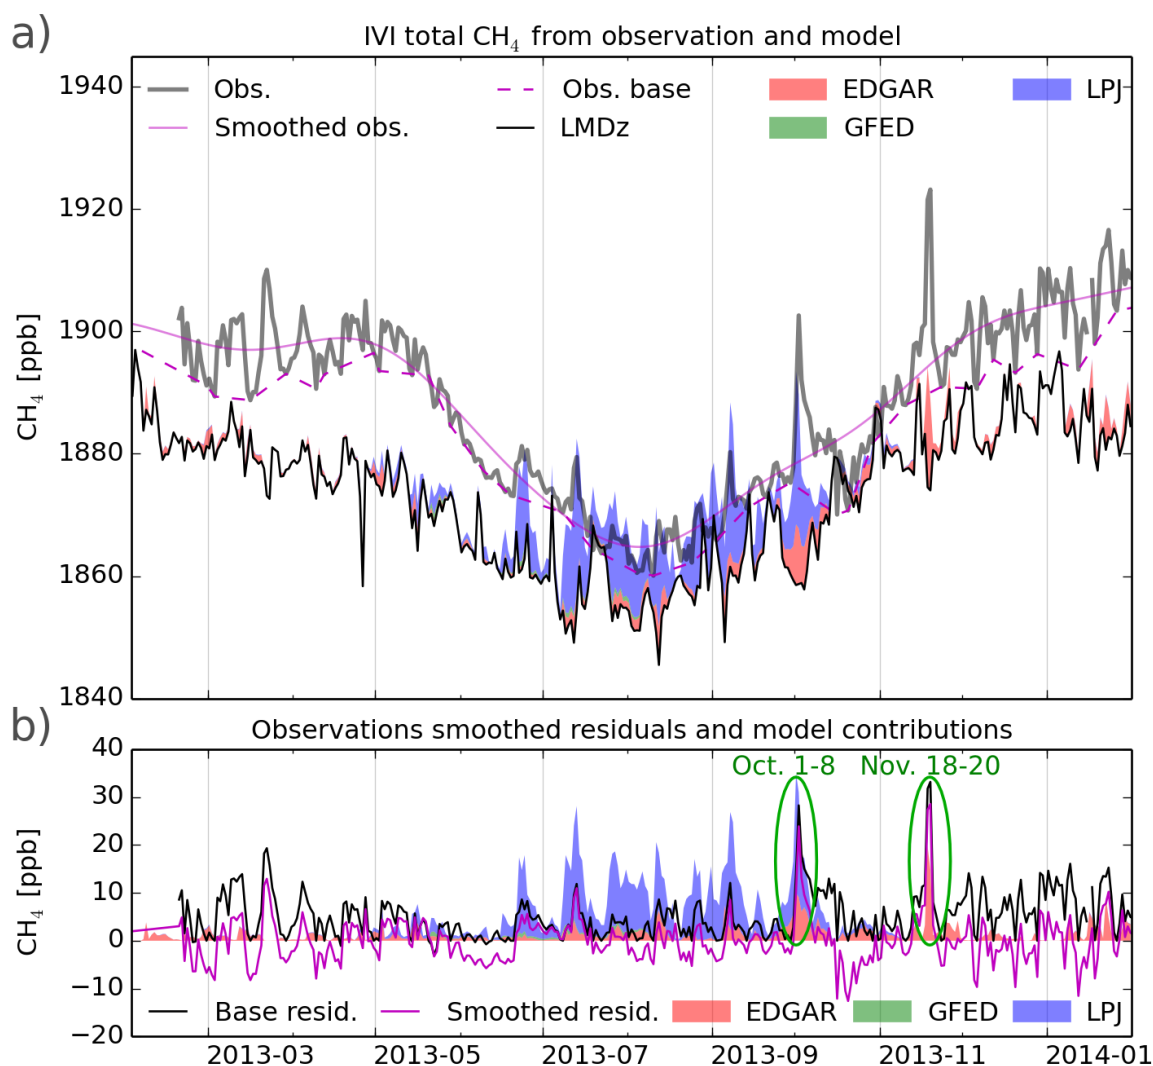 a)
IVI total CH₄ from observation and model
Obs. Obs. base EDGAR LPJ
Smoothed obs. LMDz GFED
CH₄ [ppb]
1940
1920
1900
1880
1860
1840
b)
Observations smoothed residuals and model contributions
Oct. 1-8 Nov. 18-20
CH₄ [ppb]
40
30
20
10
0
−10
−20
Base resid. Smoothed resid. EDGAR GFED LPJ
2013-03 2013-05 2013-07 2013-09 2013-11 2014-01